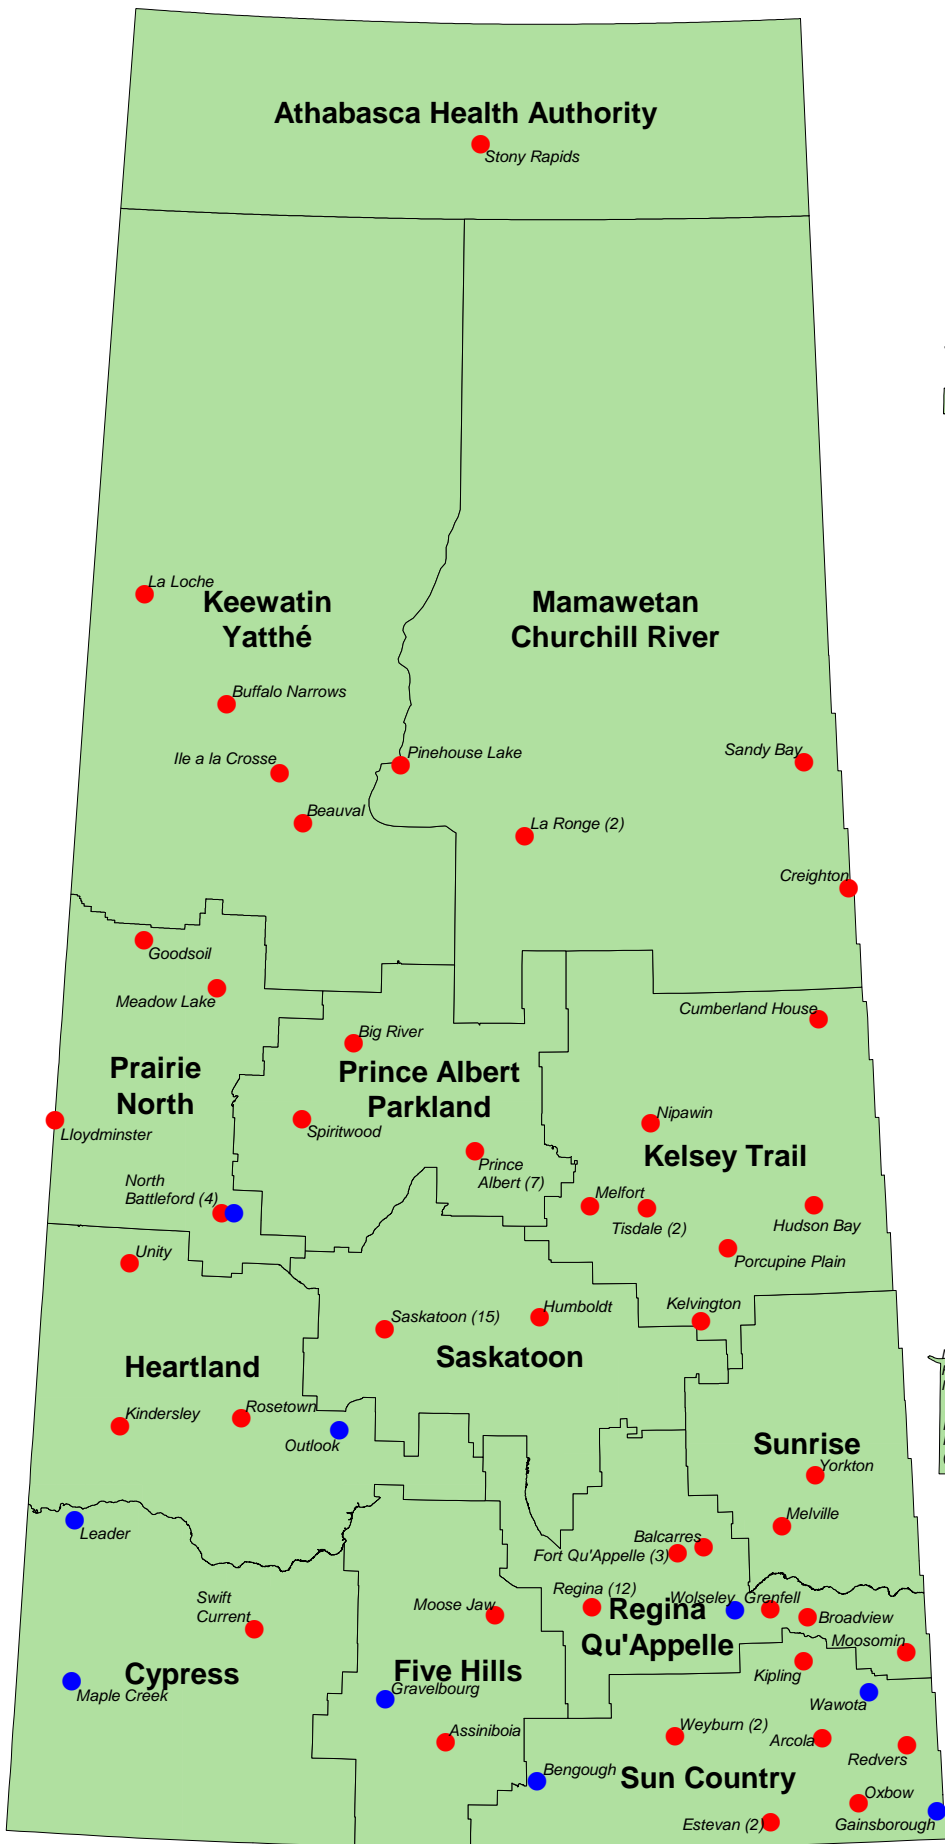 Athabasca Health Authority
Stony Rapids
La Loche
Keewatin
Yatthé
Mamawetan
Churchill River
Buffalo Narrows
Ile a la Crosse
Pinehouse Lake
Sandy Bay
Beauval
La Ronge (2)
Creighton
Goodsoil
Meadow Lake
Cumberland House
Big River
Prairie
North
Prince Albert
Parkland
Lloydminster
Spiritwood
Nipawin
Kelsey Trail
Prince
Albert (7)
North
Battleford (4)
Melfort
Tisdale (2)
Hudson Bay
Unity
Porcupine Plain
Saskatoon (15)
Humboldt
Kelvington
Heartland
Saskatoon
Kindersley
Rosetown
Outlook
Sunrise
Yorkton
Leader
Melville
Balcarres
Fort Qu'Appelle (3)
Swift
Current
Moose Jaw
Regina (12)
Wolseley
Grenfell
Broadview
Regina
Qu'Appelle
Moosomin
Cypress
Maple Creek
Five Hills
Gravelbourg
Kipling
Wawota
Assiniboia
Weyburn (2)
Arcola
Redvers
Bengough
Sun Country
Oxbow
Estevan (2)
Gainsborough